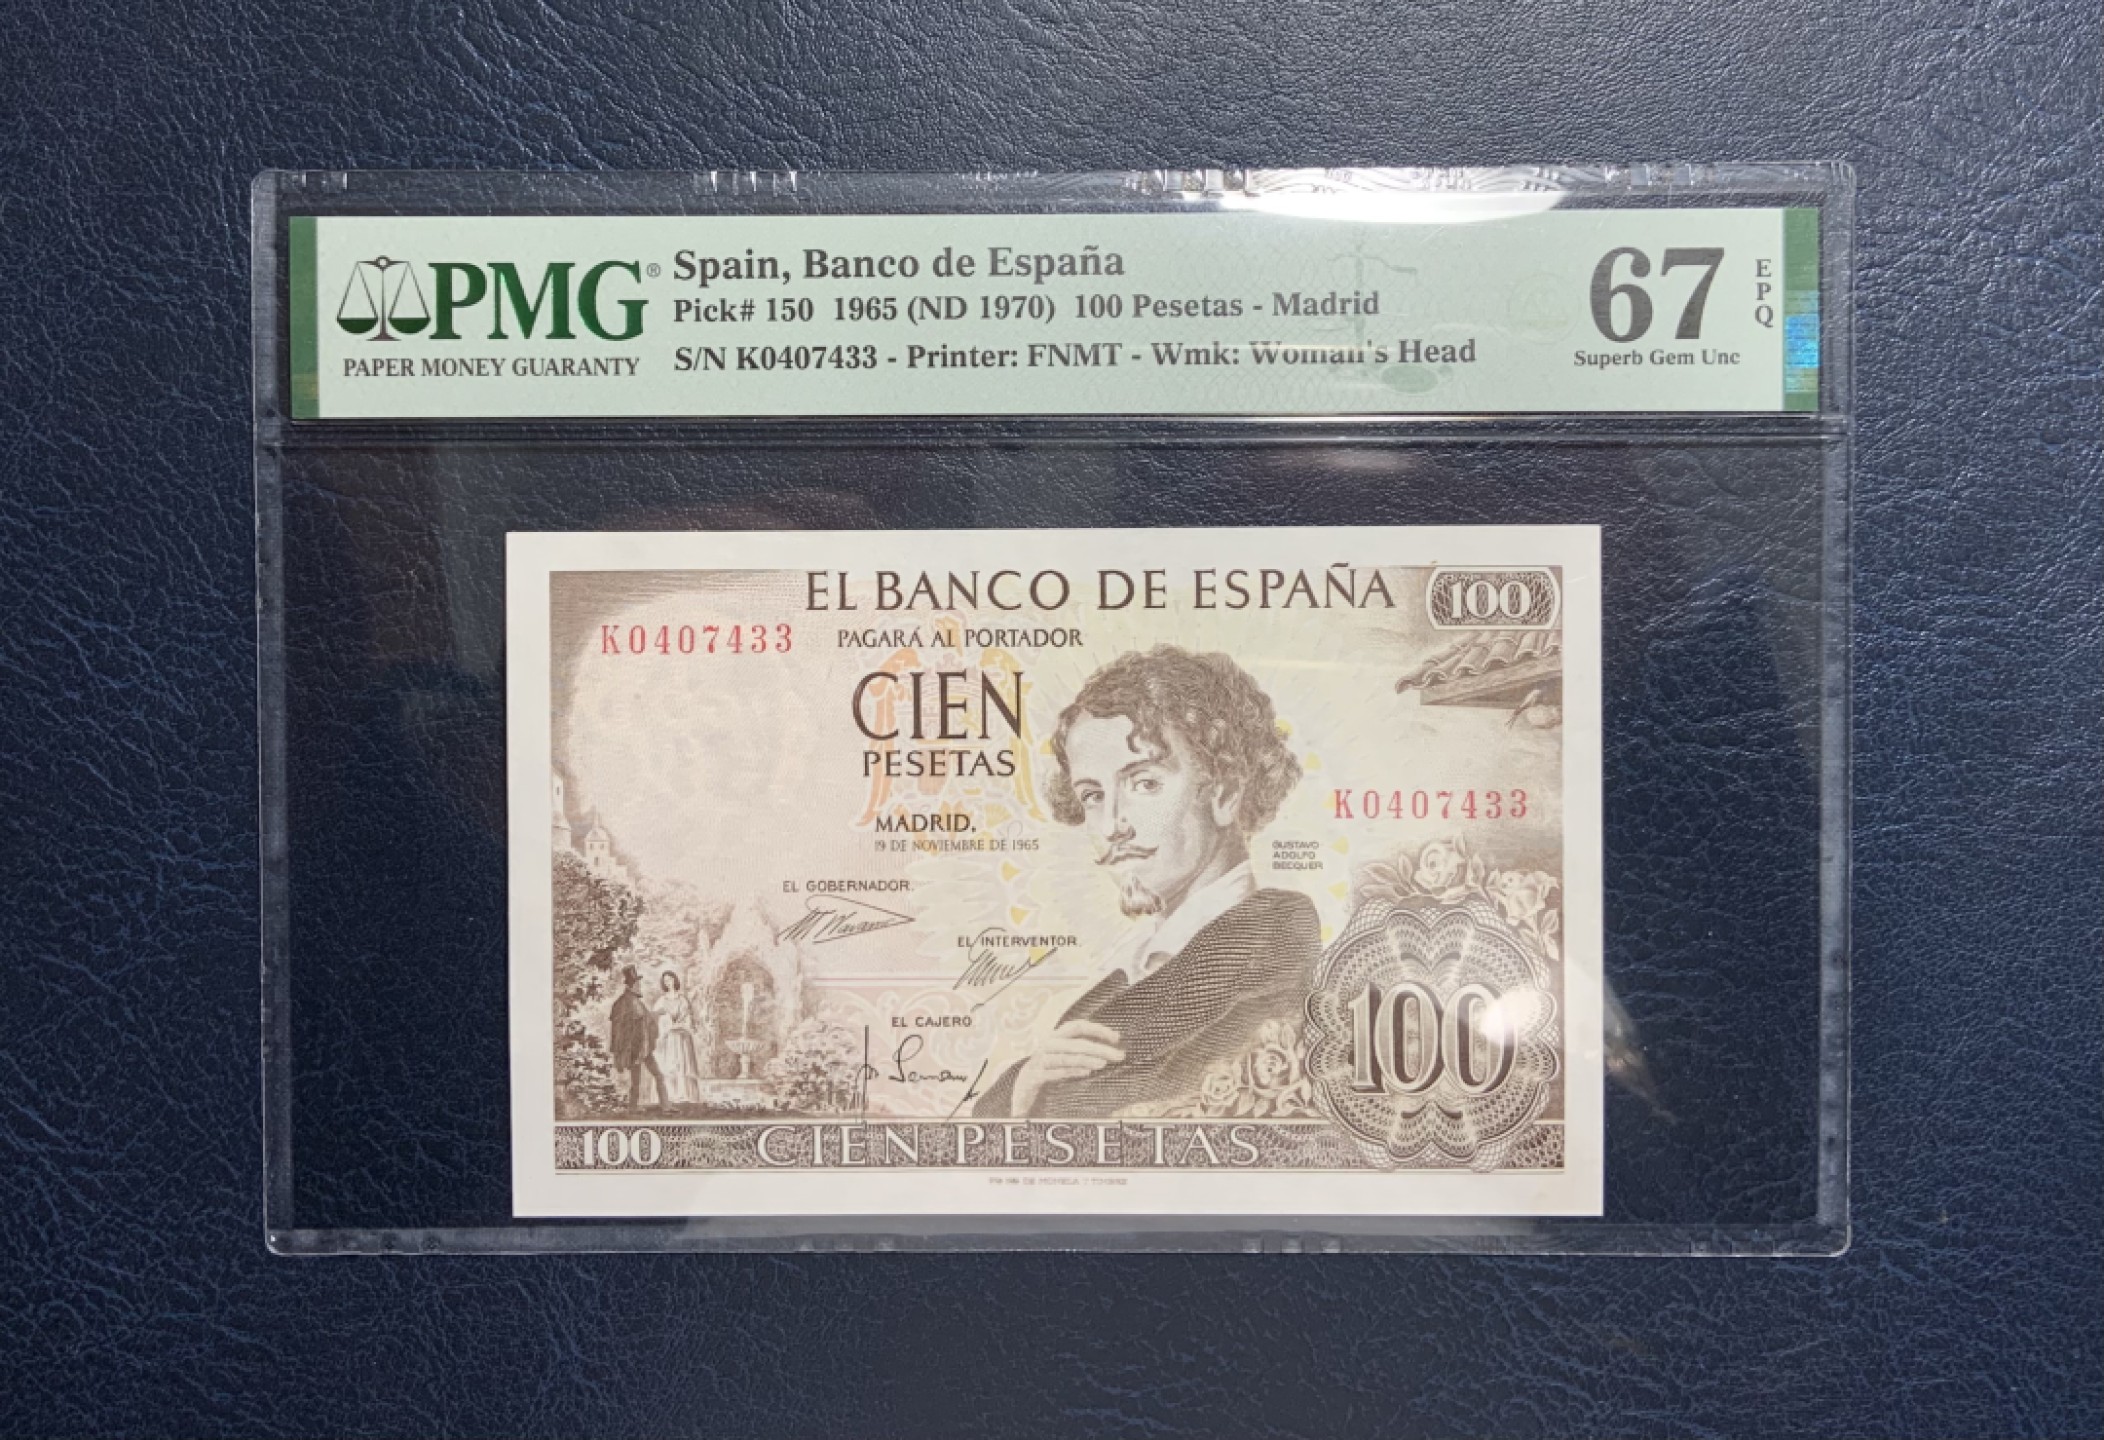 PMG®
PAPER MONEY GUARANTY
Spain, Banco de España
Pick# 150 1965 (ND 1970) 100 Pesetas - Madrid
S/N K0407433 - Printer: FNMT - Wmk: Woman's Head
67
EPQ
Superb Gem Unc
EL BANCO DE ESPAÑA
100
K0407433
PAGARÁ AL PORTADOR
CIEN
PESETAS
K0407433
MADRID,
19 DE NOVIEMBRE DE 1965
GUSTAVO
ADOLFO
BECQUER
EL GOBERNADOR.
EL INTERVENTOR
EL CAJERO
100
100 CIEN PESETAS
DE MONEDA Y TIMBRE